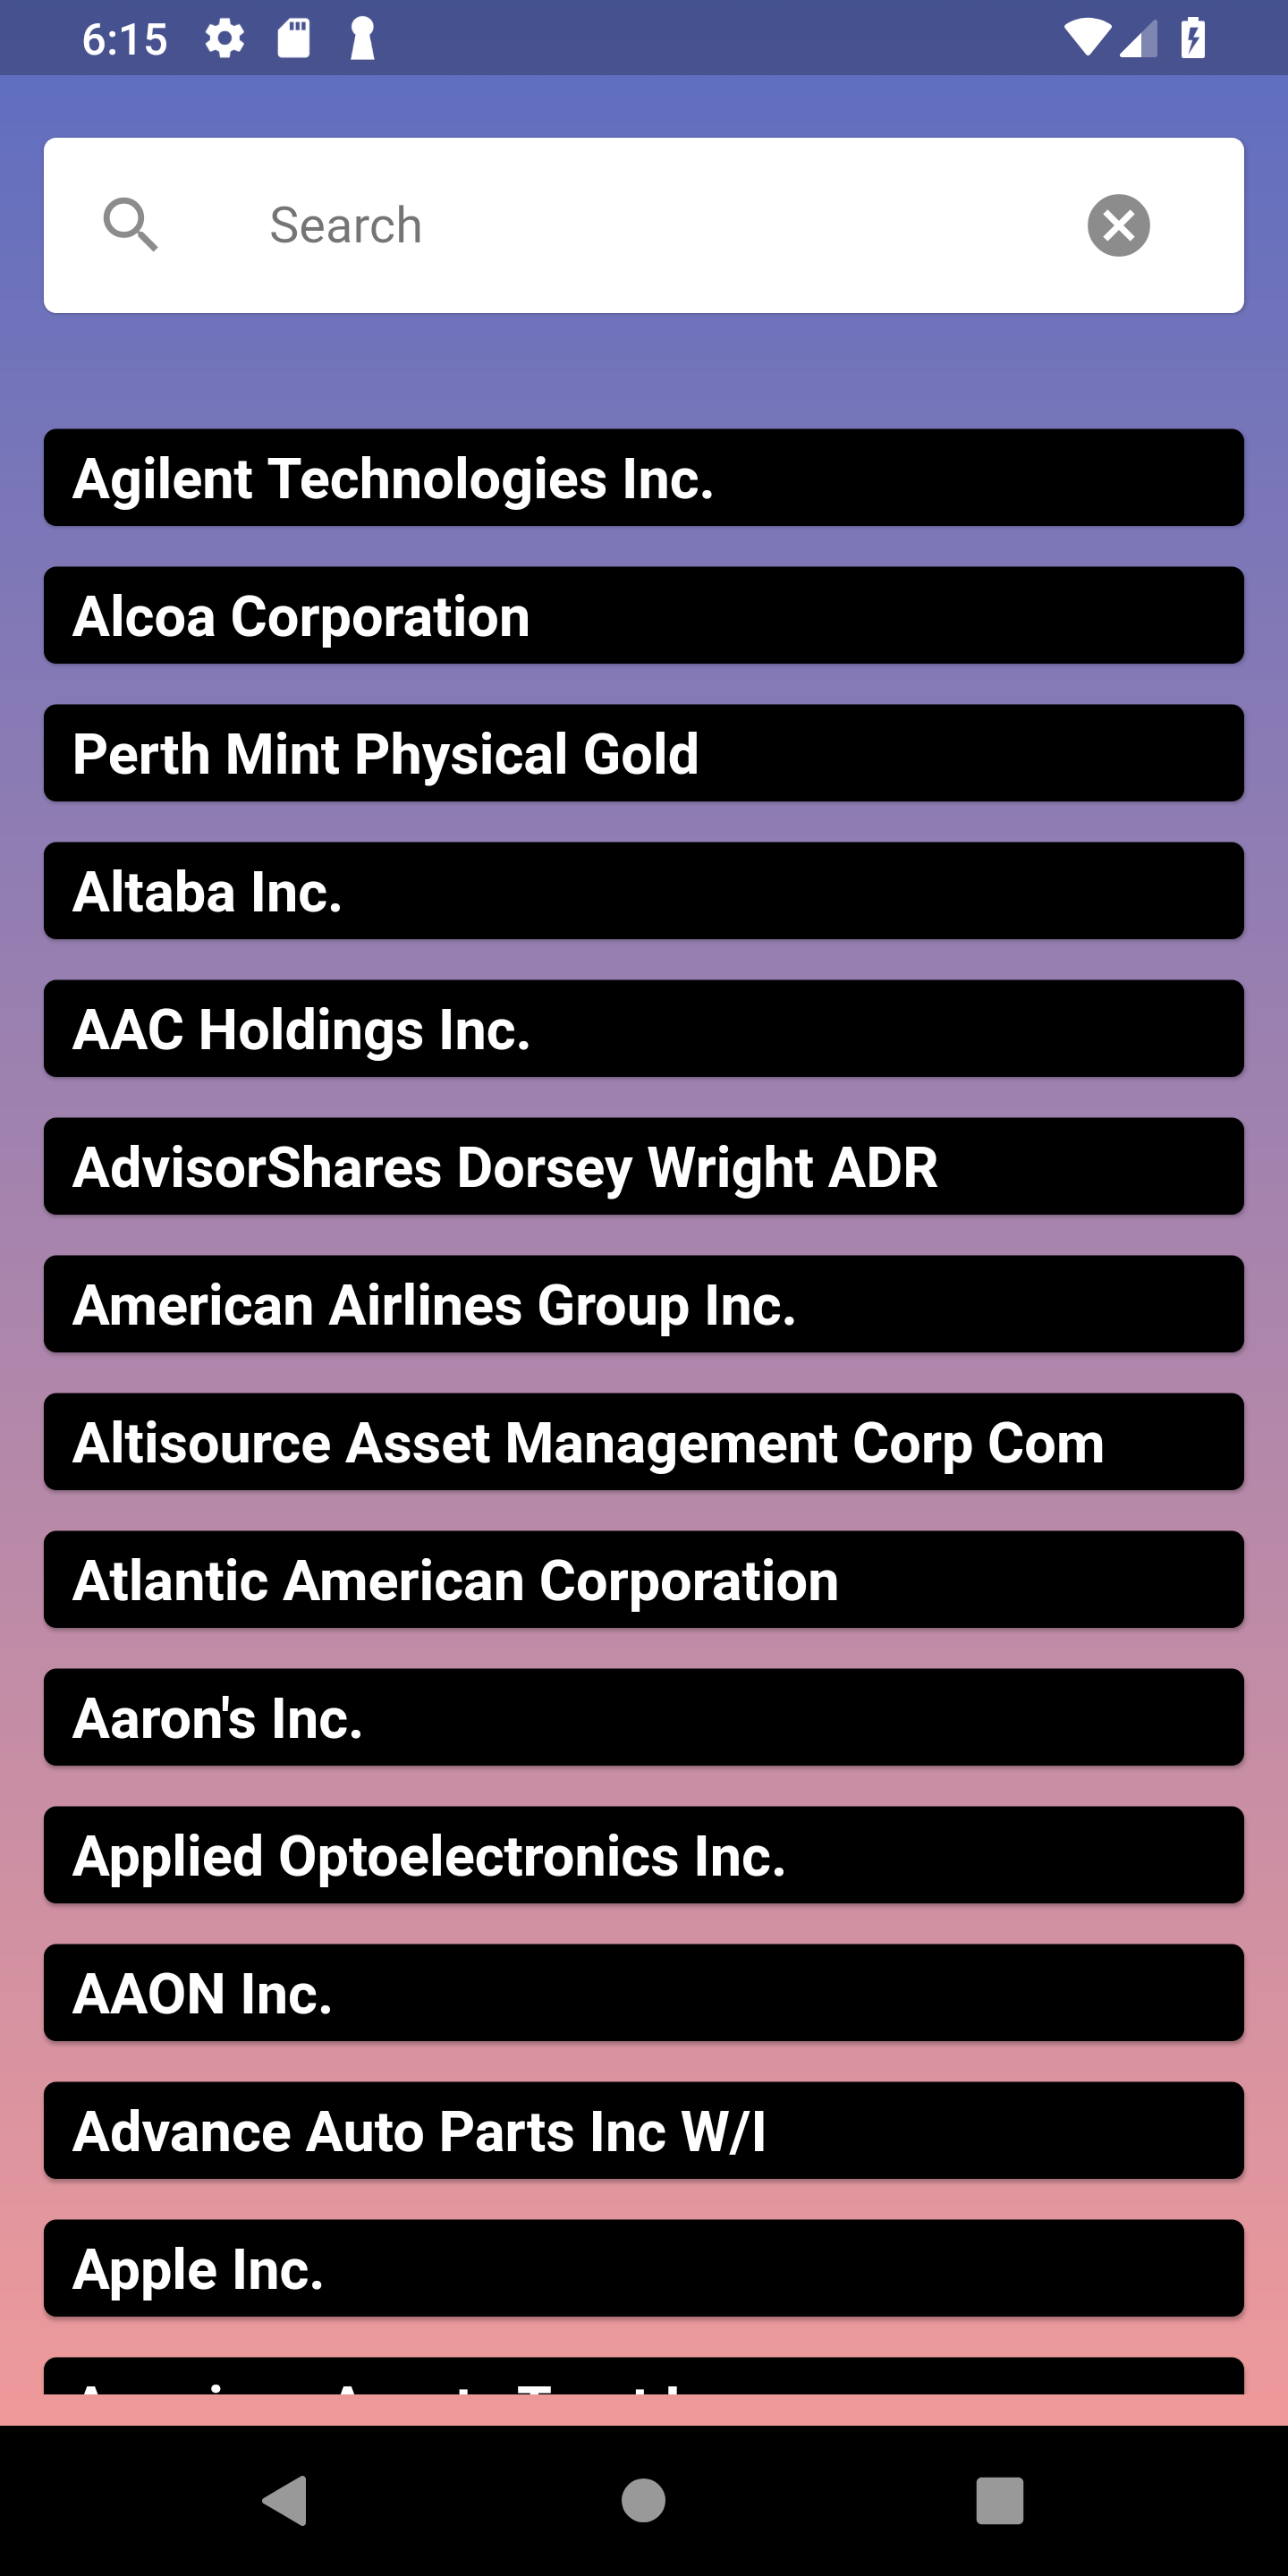 6:15
Search
Agilent Technologies Inc.
Alcoa Corporation
Perth Mint Physical Gold
Altaba Inc.
AAC Holdings Inc.
AdvisorShares Dorsey Wright ADR
American Airlines Group Inc.
Altisource Asset Management Corp Com
Atlantic American Corporation
Aaron's Inc.
Applied Optoelectronics Inc.
AAON Inc.
Advance Auto Parts Inc W/I
Apple Inc.